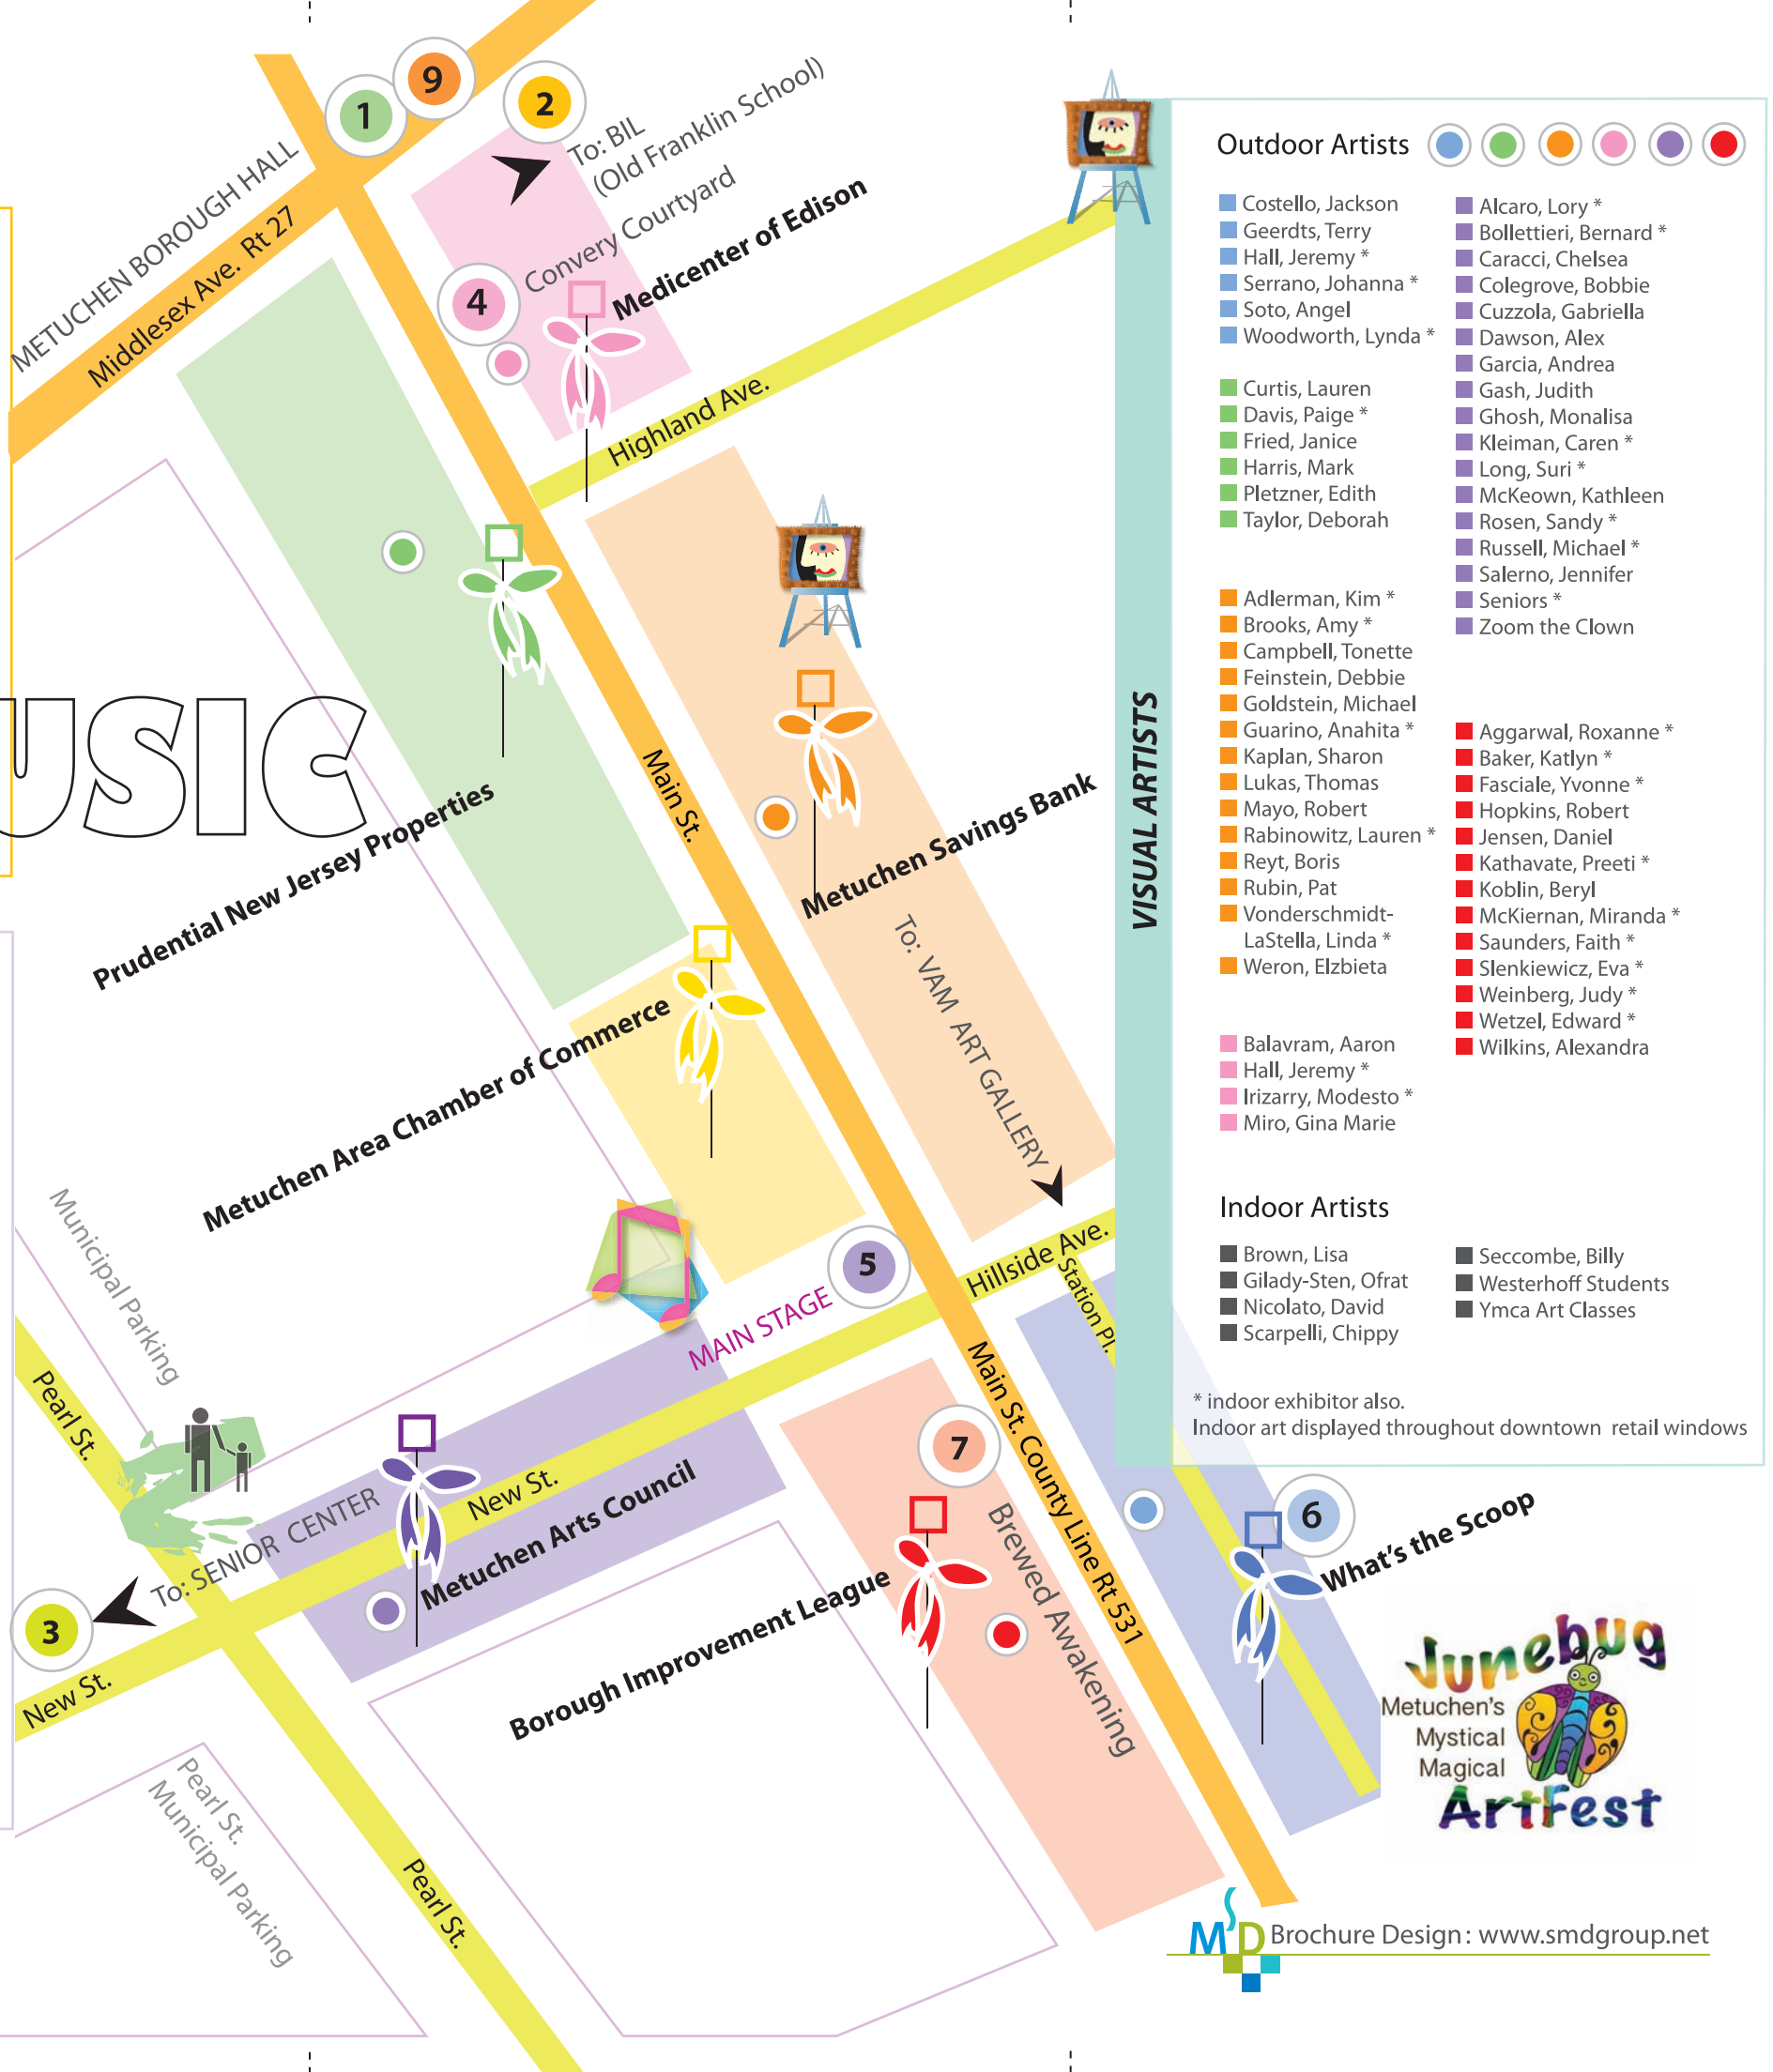 1
9
2
To: BIL
(Old Franklin School)
METUCHEN BOROUGH HALL
Middlesex Ave. Rt 27
Convery Courtyard
4
Medicenter of Edison
Highland Ave.
USIC
Main St.
Prudential New Jersey Properties
Metuchen Savings Bank
To: VAM ART GALLERY
Metuchen Area Chamber of Commerce
Municipal Parking
5
MAIN STAGE
Hillside Ave.
Station Pl.
Pearl St.
Main St. County Line Rt 531
7
New St.
To: SENIOR CENTER
Metuchen Arts Council
Brewed Awakening
6
What's the Scoop
3
New St.
Borough Improvement League
Pearl St.
Municipal Parking
Pearl St.
VISUAL ARTISTS
Outdoor Artists
Costello, Jackson
Geerdts, Terry
Hall, Jeremy *
Serrano, Johanna *
Soto, Angel
Woodworth, Lynda *
Curtis, Lauren
Davis, Paige *
Fried, Janice
Harris, Mark
Pletzner, Edith
Taylor, Deborah
Adlerman, Kim *
Brooks, Amy *
Campbell, Tonette
Feinstein, Debbie
Goldstein, Michael
Guarino, Anahita *
Kaplan, Sharon
Lukas, Thomas
Mayo, Robert
Rabinowitz, Lauren *
Reyt, Boris
Rubin, Pat
Vonderschmidt-
LaStella, Linda *
Weron, Elzbieta
Balavram, Aaron
Hall, Jeremy *
Irizarry, Modesto *
Miro, Gina Marie
Alcaro, Lory *
Bollettieri, Bernard *
Caracci, Chelsea
Colegrove, Bobbie
Cuzzola, Gabriella
Dawson, Alex
Garcia, Andrea
Gash, Judith
Ghosh, Monalisa
Kleiman, Caren *
Long, Suri *
McKeown, Kathleen
Rosen, Sandy *
Russell, Michael *
Salerno, Jennifer
Seniors *
Zoom the Clown
Aggarwal, Roxanne *
Baker, Katlyn *
Fasciale, Yvonne *
Hopkins, Robert
Jensen, Daniel
Kathavate, Preeti *
Koblin, Beryl
McKiernan, Miranda *
Saunders, Faith *
Slenkiewicz, Eva *
Weinberg, Judy *
Wetzel, Edward *
Wilkins, Alexandra
Indoor Artists
Brown, Lisa
Gilady-Sten, Ofrat
Nicolato, David
Scarpelli, Chippy
Seccombe, Billy
Westerhoff Students
Ymca Art Classes
* indoor exhibitor also.
Indoor art displayed throughout downtown retail windows
Junebug
Metuchen's
Mystical
Magical
ArtFest
MSD
Brochure Design: www.smdgroup.net